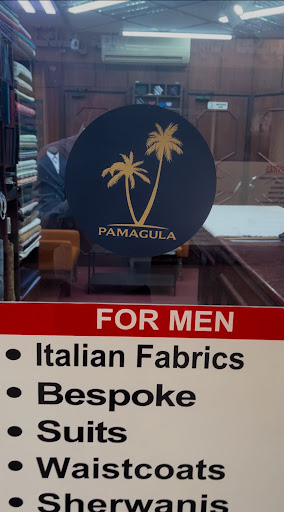 PAMAGULA
FOR MEN
• Italian Fabrics
• Bespoke
• Suits
• Waistcoats
• Sherwanis